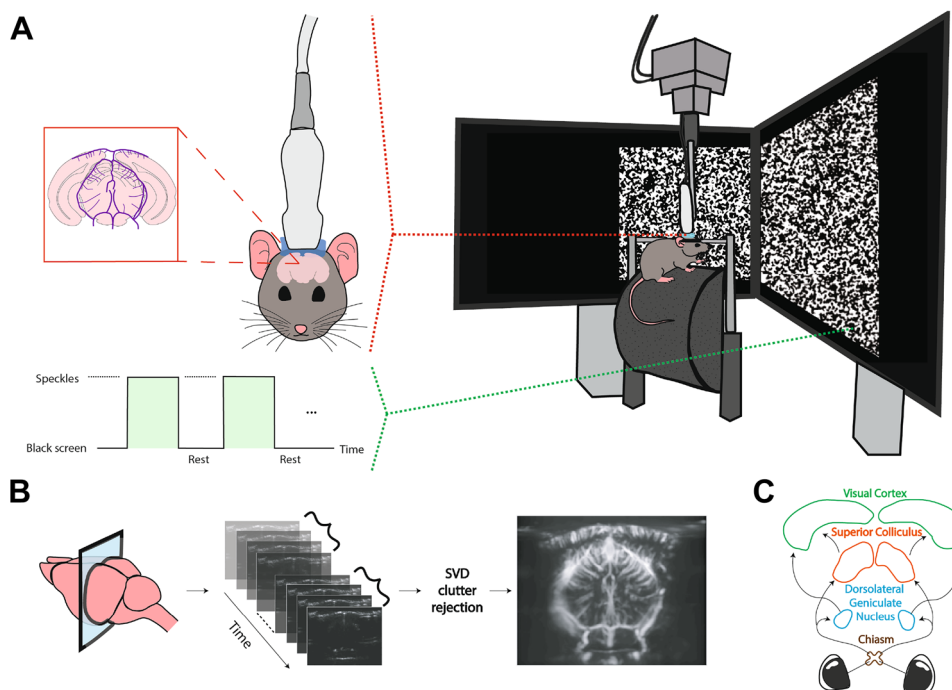 A
Speckles
...
Black screen
Rest
Rest
Time
B
Time
SVD
clutter
rejection
C
Visual Cortex
Superior Colliculus
Dorsolateral
Geniculate
Nucleus
Chiasm